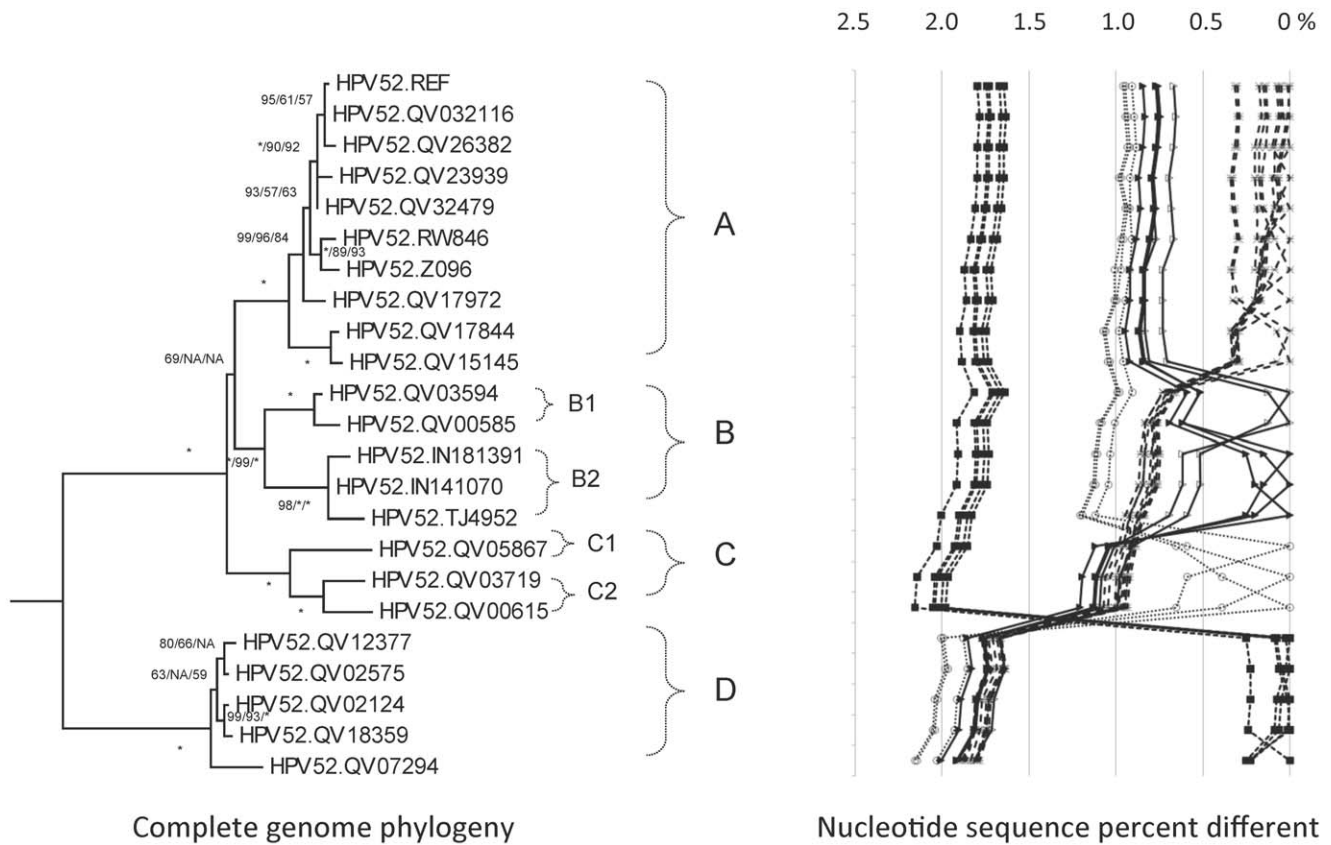 2.5 2.0 1.5 1.0 0.5 0 %
HPV52.REF
95/61/57
HPV52.QV032116
*/90/92
HPV52.QV26382
HPV52.QV23939
93/57/63
HPV52.QV32479
A
99/96/84
HPV52.RW846
*/89/93
HPV52.Z096
*
HPV52.QV17972
HPV52.QV17844
69/NA/NA
*
HPV52.QV15145
*
HPV52.QV03594
B1
HPV52.QV00585
B
*
*/99/*
HPV52.IN181391
HPV52.IN141070
B2
98/*/*
HPV52.TJ4952
HPV52.QV05867
C1
C
*
HPV52.QV03719
C2
*
HPV52.QV00615
80/66/NA
HPV52.QV12377
63/NA/59
HPV52.QV02575
D
HPV52.QV02124
99/93/*
HPV52.QV18359
*
HPV52.QV07294
Complete genome phylogeny
Nucleotide sequence percent different